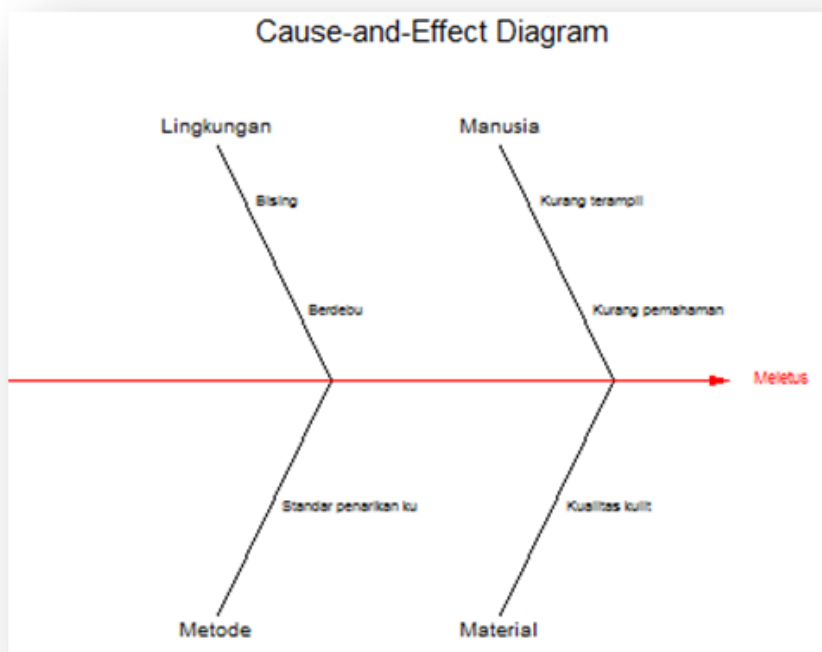 Cause-and-Effect Diagram
Lingkungan
Manusia
Bising
Kurang terampil
Berdebu
Kurang pemahaman
Meletus
Standar penarikan ku
Kualitas kulit
Metode
Material